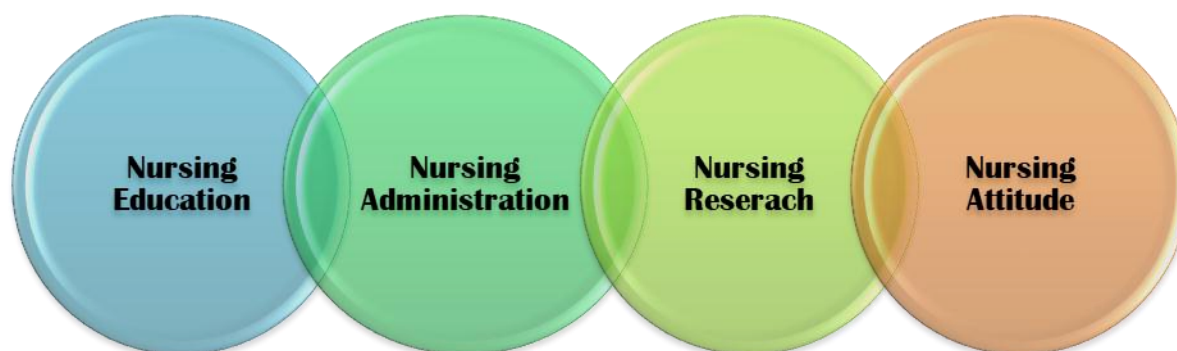 Nursing
Education
Nursing
Administration
Nursing
Reserach
Nursing
Attitude